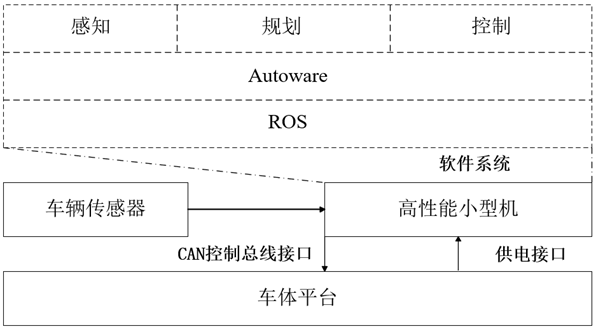 感知 规划 控制
Autoware
ROS
软件系统
车辆传感器 高性能小型机
CAN控制总线接口 供电接口
车体平台